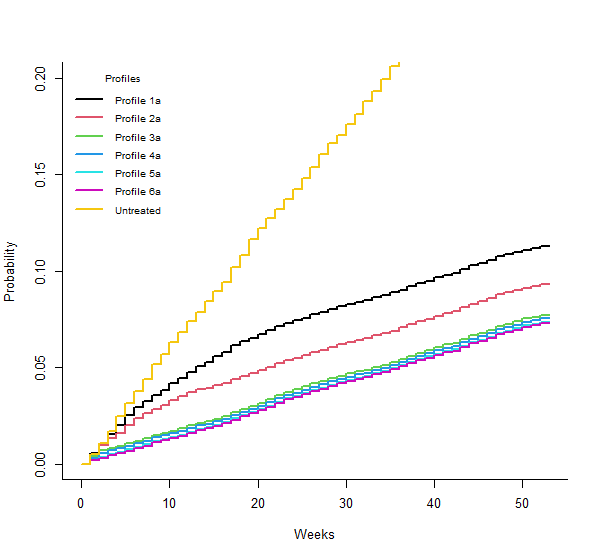 Profiles
Profile 1a
Profile 2a
Profile 3a
Profile 4a
Profile 5a
Profile 6a
Untreated
Probability
0.20
0.15
0.10
0.05
0.00
0 10 20 30 40 50
Weeks